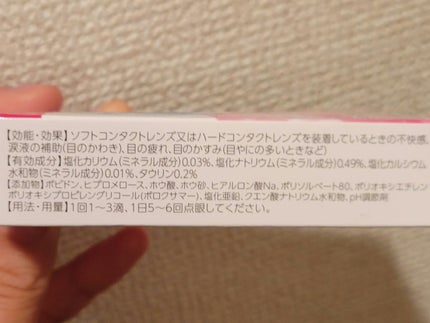 【効能・効果】ソフトコンタクトレンズ又はハードコンタクトレンズを装着しているときの不快感、
涙液の補助(目のかわき)、目の疲れ、目のかすみ(目やにの多いときなど)
【有効成分】塩化カリウム(ミネラル成分)0.03%、塩化ナトリウム(ミネラル成分)0.49%、塩化カルシウム
水和物(ミネラル成分)0.01%、タウリン0.2%
【添加物】ポビドン、ヒプロメロース、ホウ酸、ホウ砂、ヒアルロン酸Na、ポリソルベート80、ポリオキシエチレン
ポリオキシプロピレングリコール(ポロクサマー)、塩化亜鉛、クエン酸ナトリウム水和物、pH調節剤
【用法・用量】1回1〜3滴、1日5〜6回点眼してください。